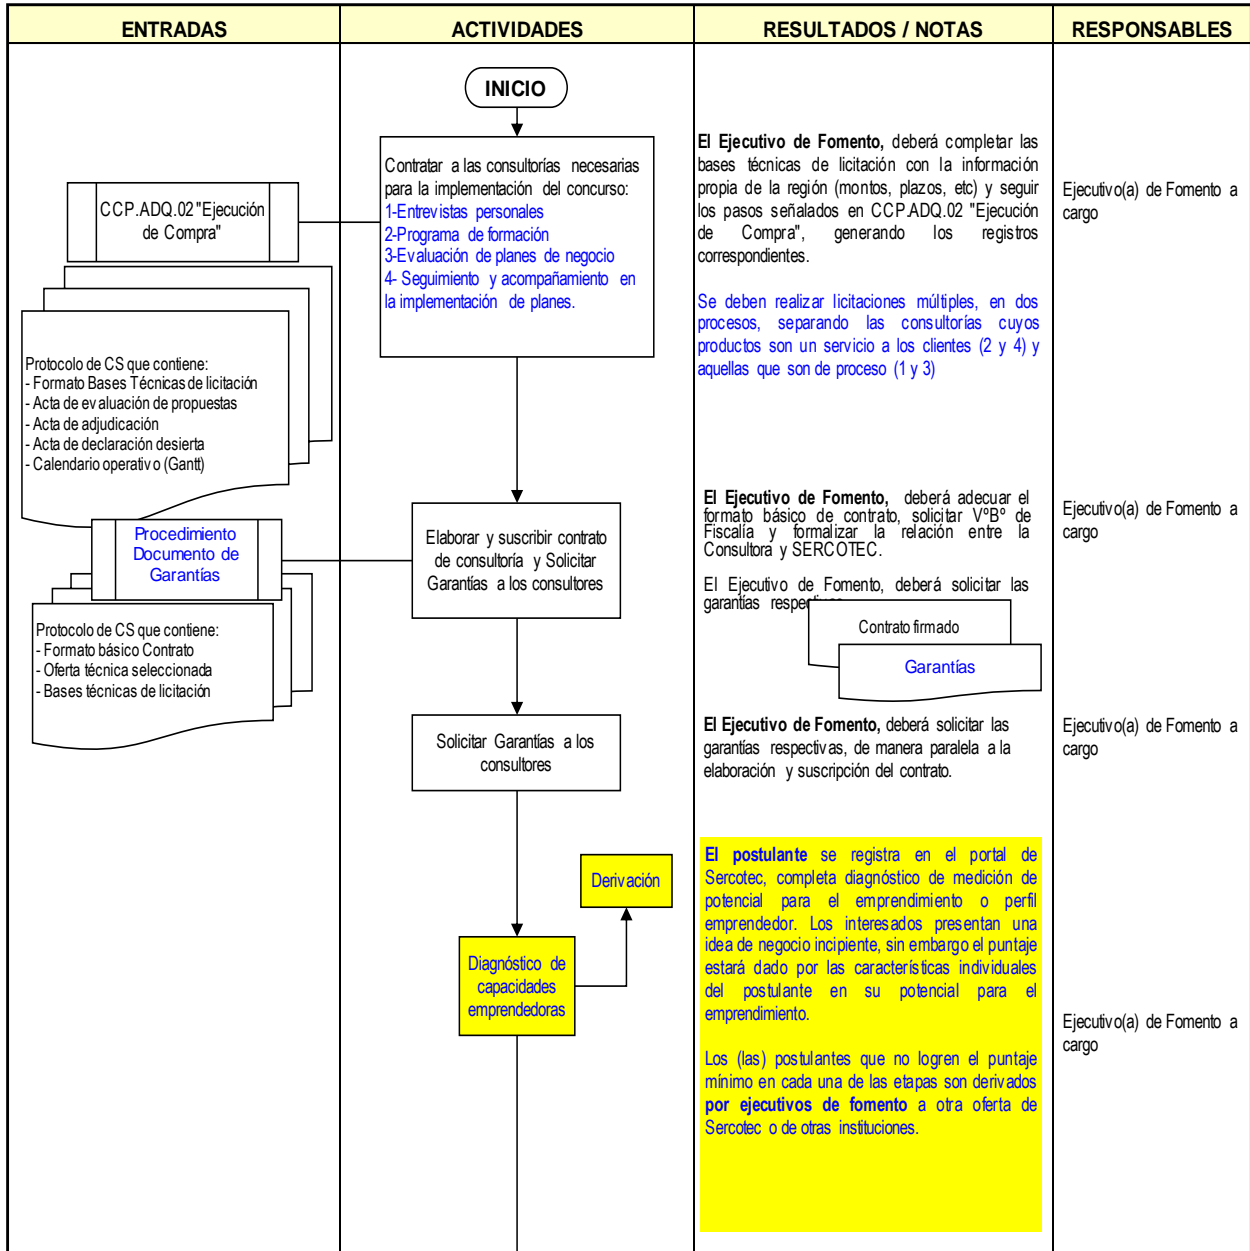 ENTRADAS
ACTIVIDADES
RESULTADOS / NOTAS
RESPONSABLES
INICIO
CCP.ADQ.02 "Ejecución
de Compra"
Contratar a las consultorías necesarias
para la implementación del concurso:
1-Entrevistas personales
2-Programa de formación
3-Evaluación de planes de negocio
4- Seguimiento y acompañamiento en
la implementación de planes.
El Ejecutivo de Fomento, deberá completar las
bases técnicas de licitación con la información
propia de la región (montos, plazos, etc) y seguir
los pasos señalados en CCP.ADQ.02 "Ejecución
de Compra", generando los registros
correspondientes.
Se deben realizar licitaciones múltiples, en dos
procesos, separando las consultorías cuyos
productos son un servicio a los clientes (2 y 4) y
aquellas que son de proceso (1 y 3)
Ejecutivo(a) de Fomento a
cargo
Protocolo de CS que contiene:
- Formato Bases Técnicas de licitación
- Acta de evaluación de propuestas
- Acta de adjudicación
- Acta de declaración desierta
- Calendario operativo (Gantt)
Procedimiento
Documento de
Garantías
Elaborar y suscribir contrato
de consultoría y Solicitar
Garantías a los consultores
El Ejecutivo de Fomento, deberá adecuar el
formato básico de contrato, solicitar VºBº de
Fiscalía y formalizar la relación entre la
Consultora y SERCOTEC.
El Ejecutivo de Fomento, deberá solicitar las
garantías
Contrato firmado
Garantías
Ejecutivo(a) de Fomento a
cargo
Protocolo de CS que contiene:
- Formato básico Contrato
- Oferta técnica seleccionada
- Bases técnicas de licitación
Solicitar Garantías a los
consultores
El Ejecutivo de Fomento, deberá solicitar las
garantías respectivas, de manera paralela a la
elaboración y suscripción del contrato.
Ejecutivo(a) de Fomento a
cargo
Derivación
Diagnóstico de
capacidades
emprendedoras
El postulante se registra en el portal de
Sercotec, completa diagnóstico de medición de
potencial para el emprendimiento o perfil
emprendedor. Los interesados presentan una
idea de negocio incipiente, sin embargo el puntaje
estará dado por las características individuales
del postulante en su potencial para el
emprendimiento.
Los (las) postulantes que no logren el puntaje
mínimo en cada una de las etapas son derivados
por ejecutivos de fomento a otra oferta de
Sercotec o de otras instituciones.
Ejecutivo(a) de Fomento a
cargo